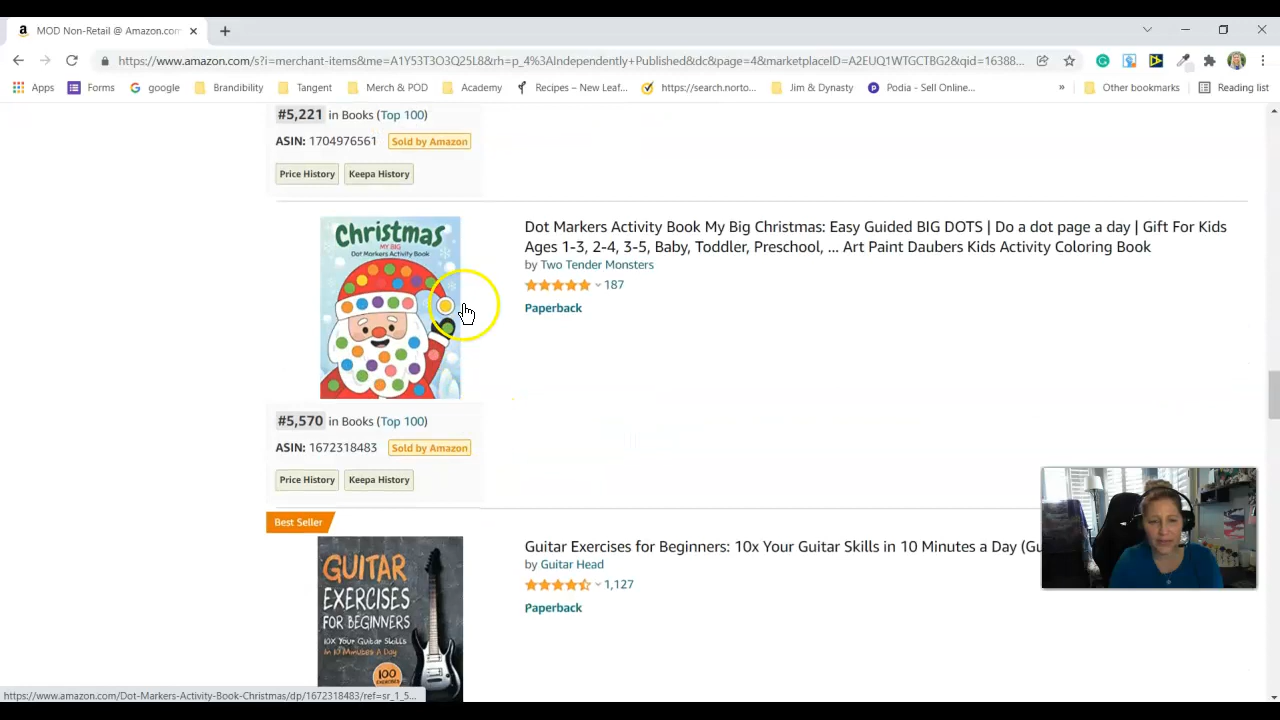 MOD Non-Retail @ Amazon.com
https://www.amazon.com/s?i=merchant-items&me=A1Y53T3O3E25L8&rh=p_4%3AIndependently+Published&dc&page=4&marketplaceID=A2EUQ1WTGCTBG2&qid=16388...
Apps Forms google Brandibility Tangent Merch & POD Academy Recipes – New Leaf... https://search.norto... Jim & Dynasty Podia - Sell Online... » Other bookmarks Reading list
#5,221 in Books (Top 100)
ASIN: 1704976561 Sold by Amazon
Price History Keepa History
Christmas
MY BIG
Dot Markers Activity Book
Dot Markers Activity Book My Big Christmas: Easy Guided BIG DOTS | Do a dot page a day | Gift For Kids
Ages 1-3, 2-4, 3-5, Baby, Toddler, Preschool, ... Art Paint Daubers Kids Activity Coloring Book
by Two Tender Monsters
187
Paperback
#5,570 in Books (Top 100)
ASIN: 1672318483 Sold by Amazon
Price History Keepa History
Best Seller
GUITAR
EXERCISES
FOR BEGINNERS
10X Your Guitar Skills
in 10 Minutes a Day
100
EXERCISES
Guitar Exercises for Beginners: 10x Your Guitar Skills in 10 Minutes a Day (Gu
by Guitar Head
1,127
Paperback
https://www.amazon.com/Dot-Markers-Activity-Book-Christmas/dp/1672318483/ref=sr_1_5...